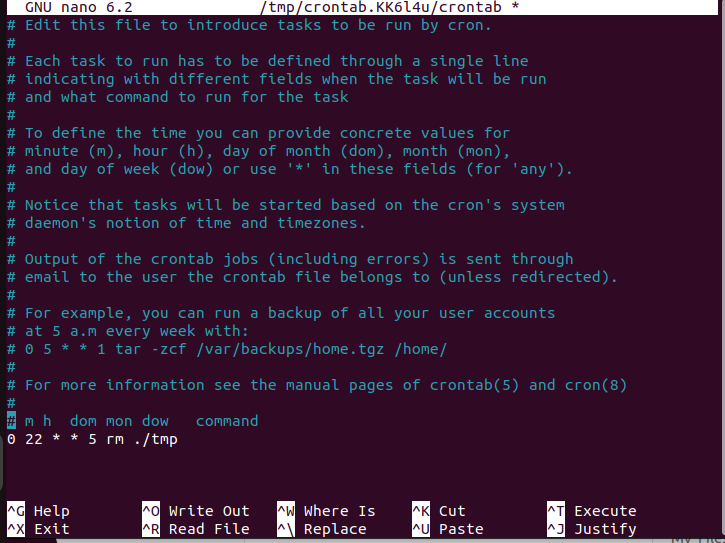 GNU nano 6.2 /tmp/crontab.KK6l4u/crontab *
# Edit this file to introduce tasks to be run by cron.
#
# Each task to run has to be defined through a single line
# indicating with different fields when the task will be run
# and what command to run for the task
#
# To define the time you can provide concrete values for
# minute (m), hour (h), day of month (dom), month (mon),
# and day of week (dow) or use '*' in these fields (for 'any').
#
# Notice that tasks will be started based on the cron's system
# daemon's notion of time and timezones.
#
# Output of the crontab jobs (including errors) is sent through
# email to the user the crontab file belongs to (unless redirected).
#
# For example, you can run a backup of all your user accounts
# at 5 a.m every week with:
# 0 5 * * 1 tar -zcf /var/backups/home.tgz /home/
#
# For more information see the manual pages of crontab(5) and cron(8)
#
# m h  dom mon dow   command
0 22 * * 5 rm ./tmp
^G Help ^O Write Out ^W Where Is ^K Cut ^T Execute
^X Exit ^R Read File ^\ Replace ^U Paste ^J Justify